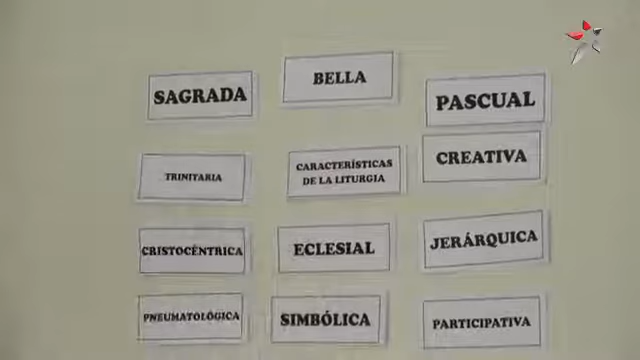 SAGRADA
BELLA
PASCUAL
TRINITARIA
CARACTERÍSTICAS
DE LA LITURGIA
CREATIVA
CRISTOCÉNTRICA
ECLESIAL
JERÁRQUICA
PNEUMATOLÓGICA
SIMBÓLICA
PARTICIPATIVA